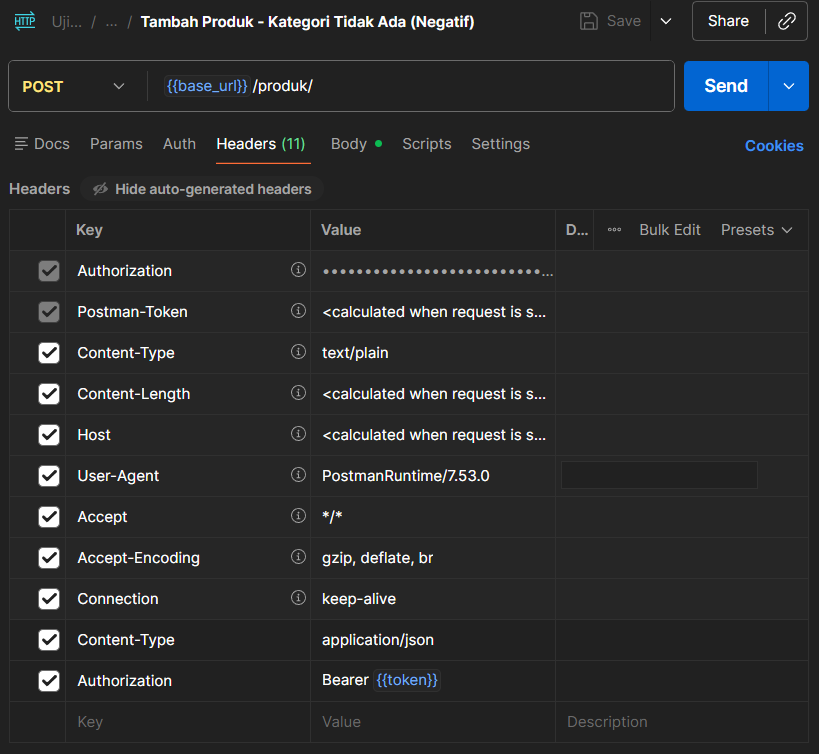 HTTP Uji... / ... / Tambah Produk - Kategori Tidak Ada (Negatif) Save Share
POST {{base_url}} /produk/ Send
Docs Params Auth Headers (11) Body Scripts Settings Cookies
Headers Hide auto-generated headers
Key Value D... Bulk Edit Presets
Authorization ••••••••••••••••••••••••••...
Postman-Token <calculated when request is s...
Content-Type text/plain
Content-Length <calculated when request is s...
Host <calculated when request is s...
User-Agent PostmanRuntime/7.53.0
Accept */*
Accept-Encoding gzip, deflate, br
Connection keep-alive
Content-Type application/json
Authorization Bearer {{token}}
Key Value Description